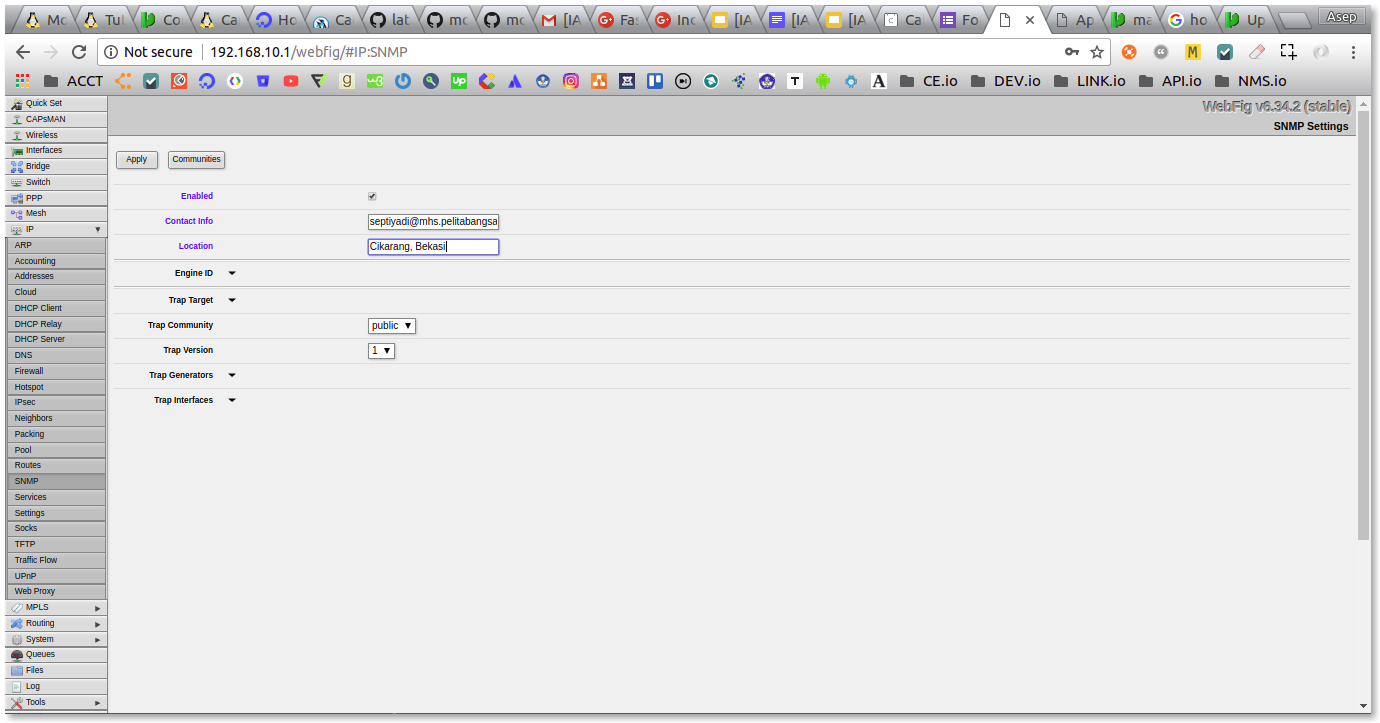 Mo Tut Co Ca Ho Ca lat mc mc [IA Fas Inc [IA [IA [IA Ca Fo × Ap ma ho Up Asep
Not secure 192.168.10.1/webfig/#IP:SNMP
ACCT CE.io DEV.io LINK.io API.io NMS.io
WebFig v6.34.2 (stable)
SNMP Settings
Quick Set
CAPsMAN
Wireless
Interfaces
Bridge
Switch
PPP
Mesh
IP
ARP
Accounting
Addresses
Cloud
DHCP Client
DHCP Relay
DHCP Server
DNS
Firewall
Hotspot
IPsec
Neighbors
Packing
Pool
Routes
SNMP
Services
Settings
Socks
TFTP
Traffic Flow
UPnP
Web Proxy
MPLS
Routing
System
Queues
Files
Log
Tools
Apply Communities
Enabled
Contact Info septiyadi@mhs.pelitabangsa
Location Cikarang, Bekasi
Engine ID
Trap Target
Trap Community public
Trap Version 1
Trap Generators
Trap Interfaces